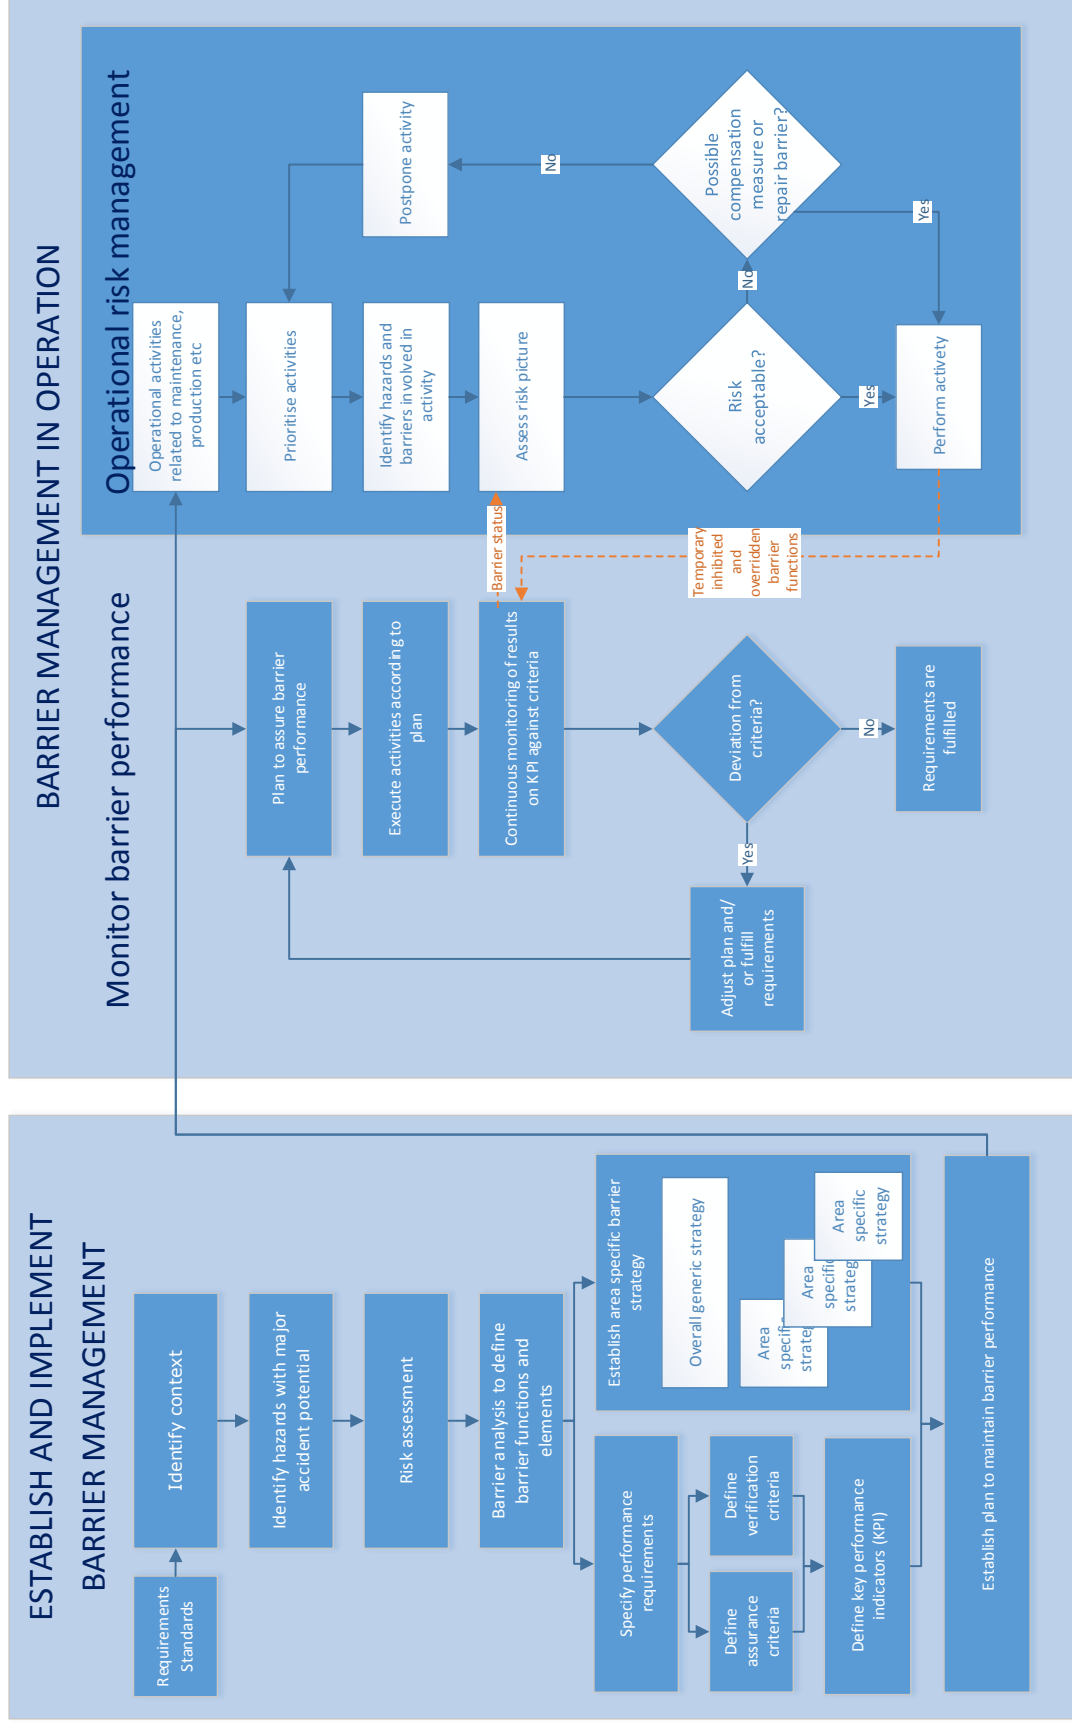 ESTABLISH AND IMPLEMENT
BARRIER MANAGEMENT
Requirements
Standards
Identify context
Identify hazards with major
accident potential
Risk assessment
Barrier analysis to define
barrier functions and
elements
Specify performance
requirements
Define
assurance
criteria
Define
verification
criteria
Define key performance
indicators (KPI)
Establish area specific barrier
strategy
Overall generic strategy
Area
specifi
strateg
Area
specific
strateg
Area
specific
strategy
Establish plan to maintain barrier performance
BARRIER MANAGEMENT IN OPERATION
Monitor barrier performance
Plan to assure barrier
performance
Execute activities according to
plan
Continuous monitoring of results
on KPI against criteria
Deviation from
criteria?
Yes
Adjust plan and/
or fulfill
requirements
No
Requirements are
fulfilled
Barrier status
Temporary
inhibited
and
overridden
barrier
functions
Operational risk management
Operational activities
related to maintenance,
production etc
Prioritise activities
Identify hazards and
barriers involved in
activity
Assess risk picture
Risk
acceptable?
Yes
No
Perform activety
Possible
compensation
measure or
repair barrier?
Yes
No
Postpone activity